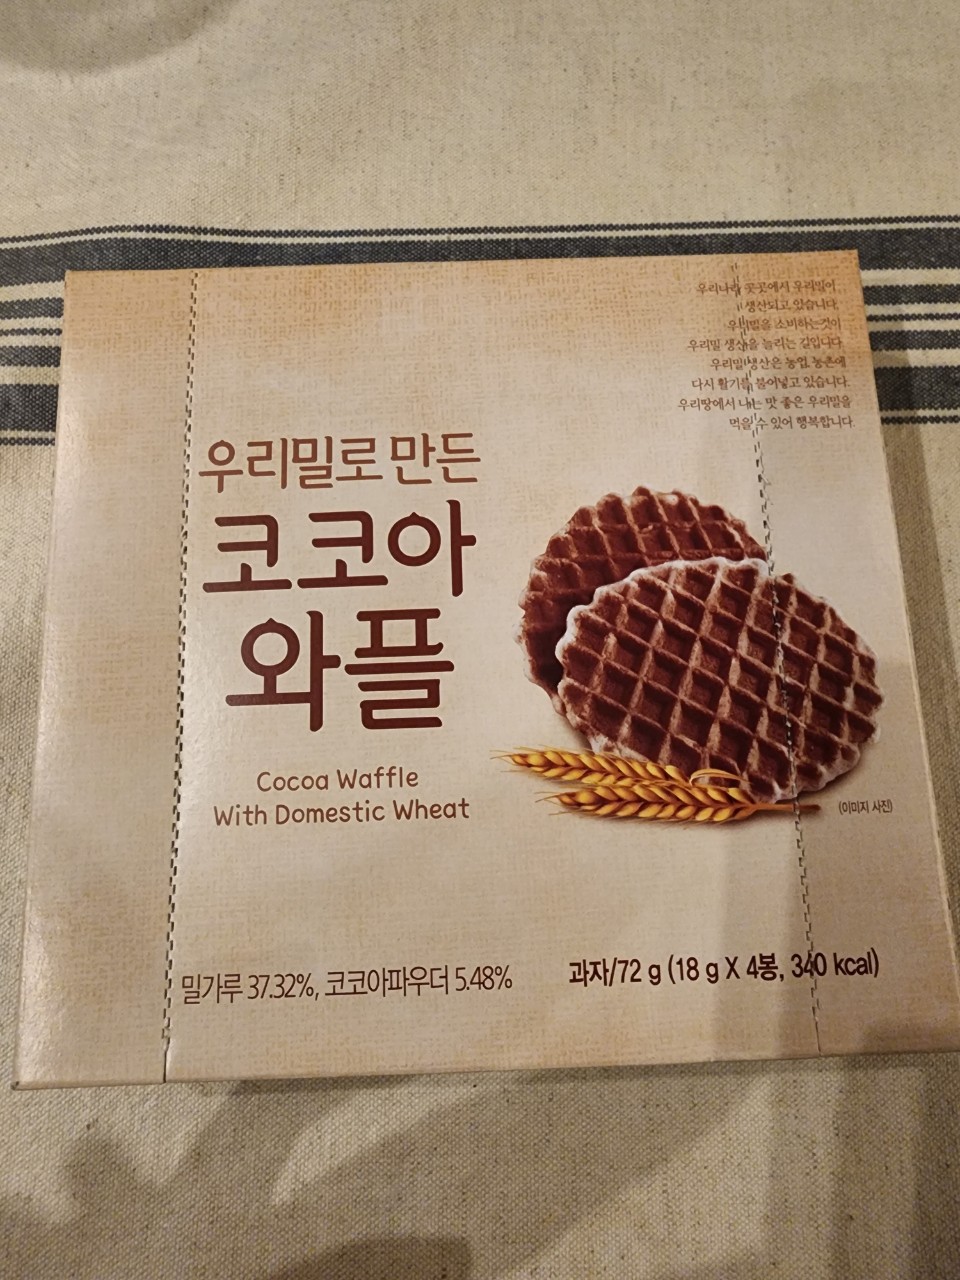 우리나라 곳곳에서 우리밀이
생산되고 있습니다.
우리밀을 소비하는것이
우리밀 생산을 늘리는 길입니다.
우리밀 생산은 농업 농촌에
다시 활기를 불어넣고 있습니다.
우리땅에서 나는 맛 좋은 우리밀을
먹을 수 있어 행복합니다.
우리밀로 만든
코코아
와플
Cocoa Waffle
With Domestic Wheat
(이미지 사진)
밀가루 37.32%, 코코아파우더 5.48%
과자/72 g (18 g X 4봉, 340 kcal)